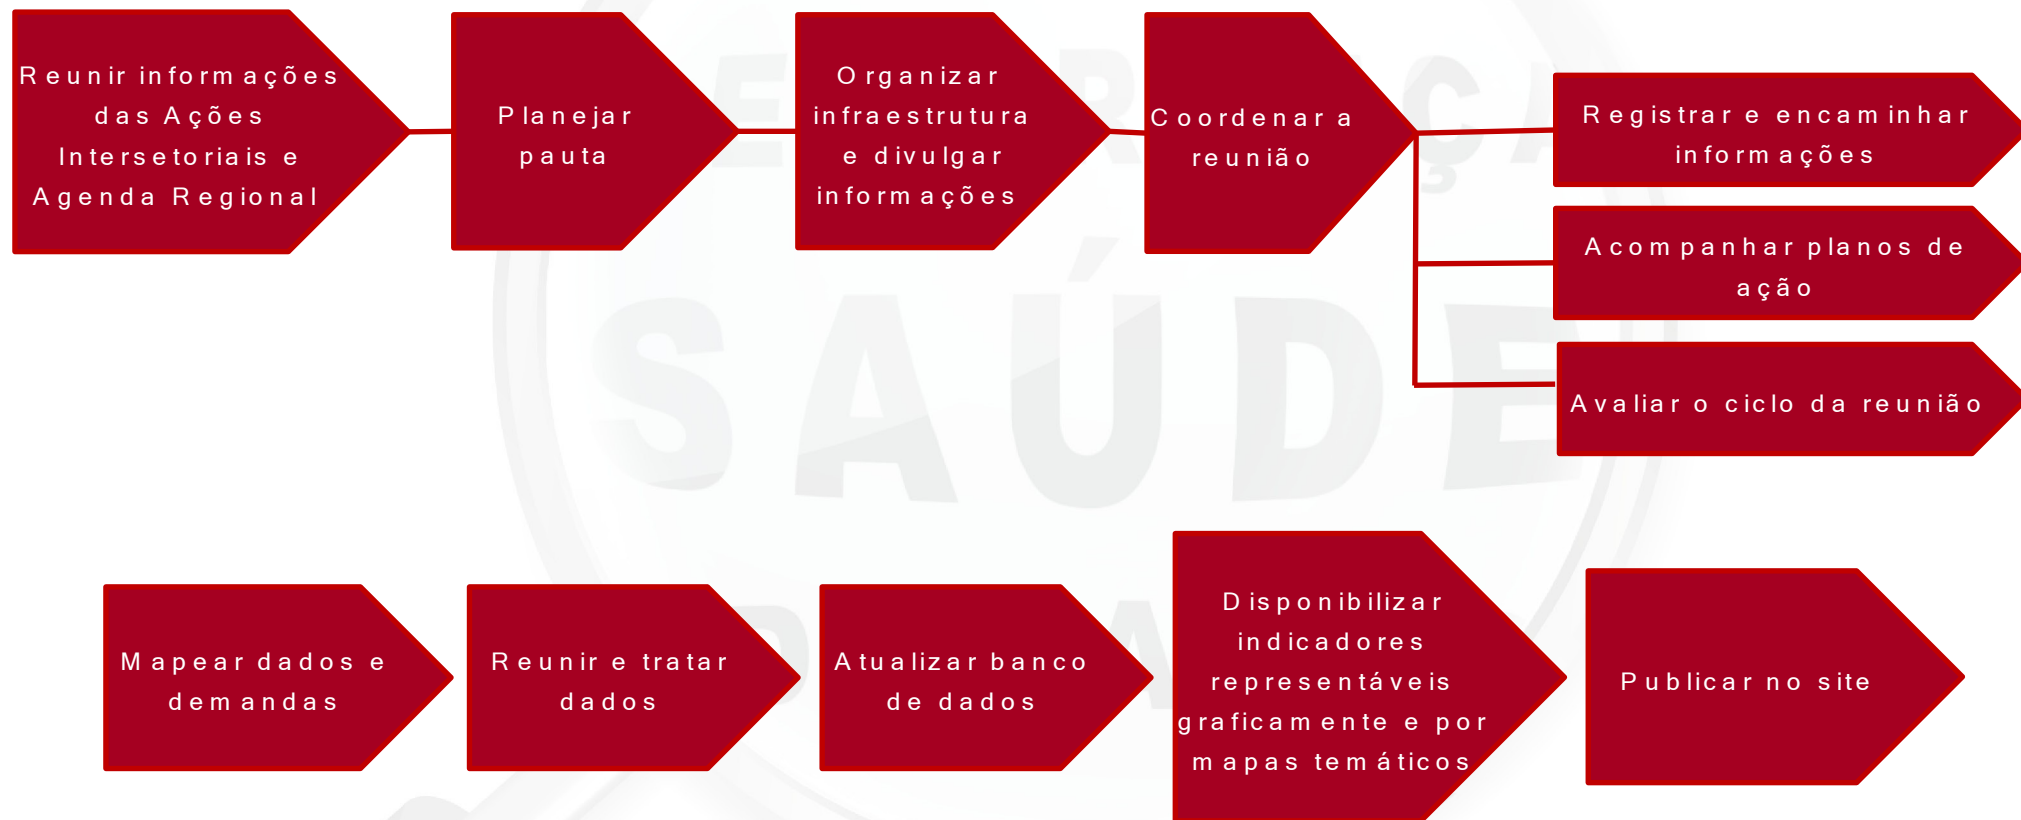 Reunir informações
das Ações
Intersetoriais e
Agenda Regional
Planejar
pauta
Organizar
infraestrutura
e divulgar
informações
Coordenar a
reunião
Registrar e encaminhar
informações
Acompanhar planos de
ação
Avaliar o ciclo da reunião
SAÚDE
Mapear dados e
demandas
Reunir e tratar
dados
Atualizar banco
de dados
Disponibilizar
indicadores
representáveis
graficamente e por
mapas temáticos
Publicar no site